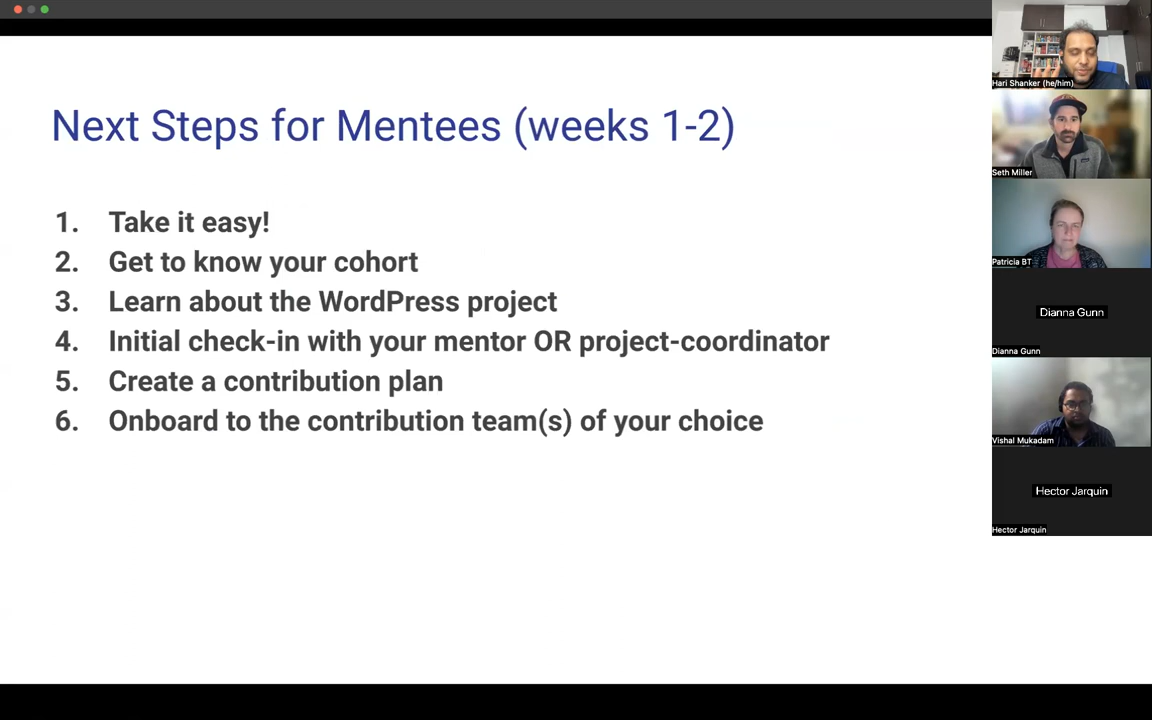 Next Steps for Mentees (weeks 1-2)
1. Take it easy!
2. Get to know your cohort
3. Learn about the WordPress project
4. Initial check-in with your mentor OR project-coordinator
5. Create a contribution plan
6. Onboard to the contribution team(s) of your choice
Hari Shanker (he/him)
Seth Miller
Patricia BT
Dianna Gunn
Dianna Gunn
Vishal Mukadam
Hector Jarquin
Hector Jarquin